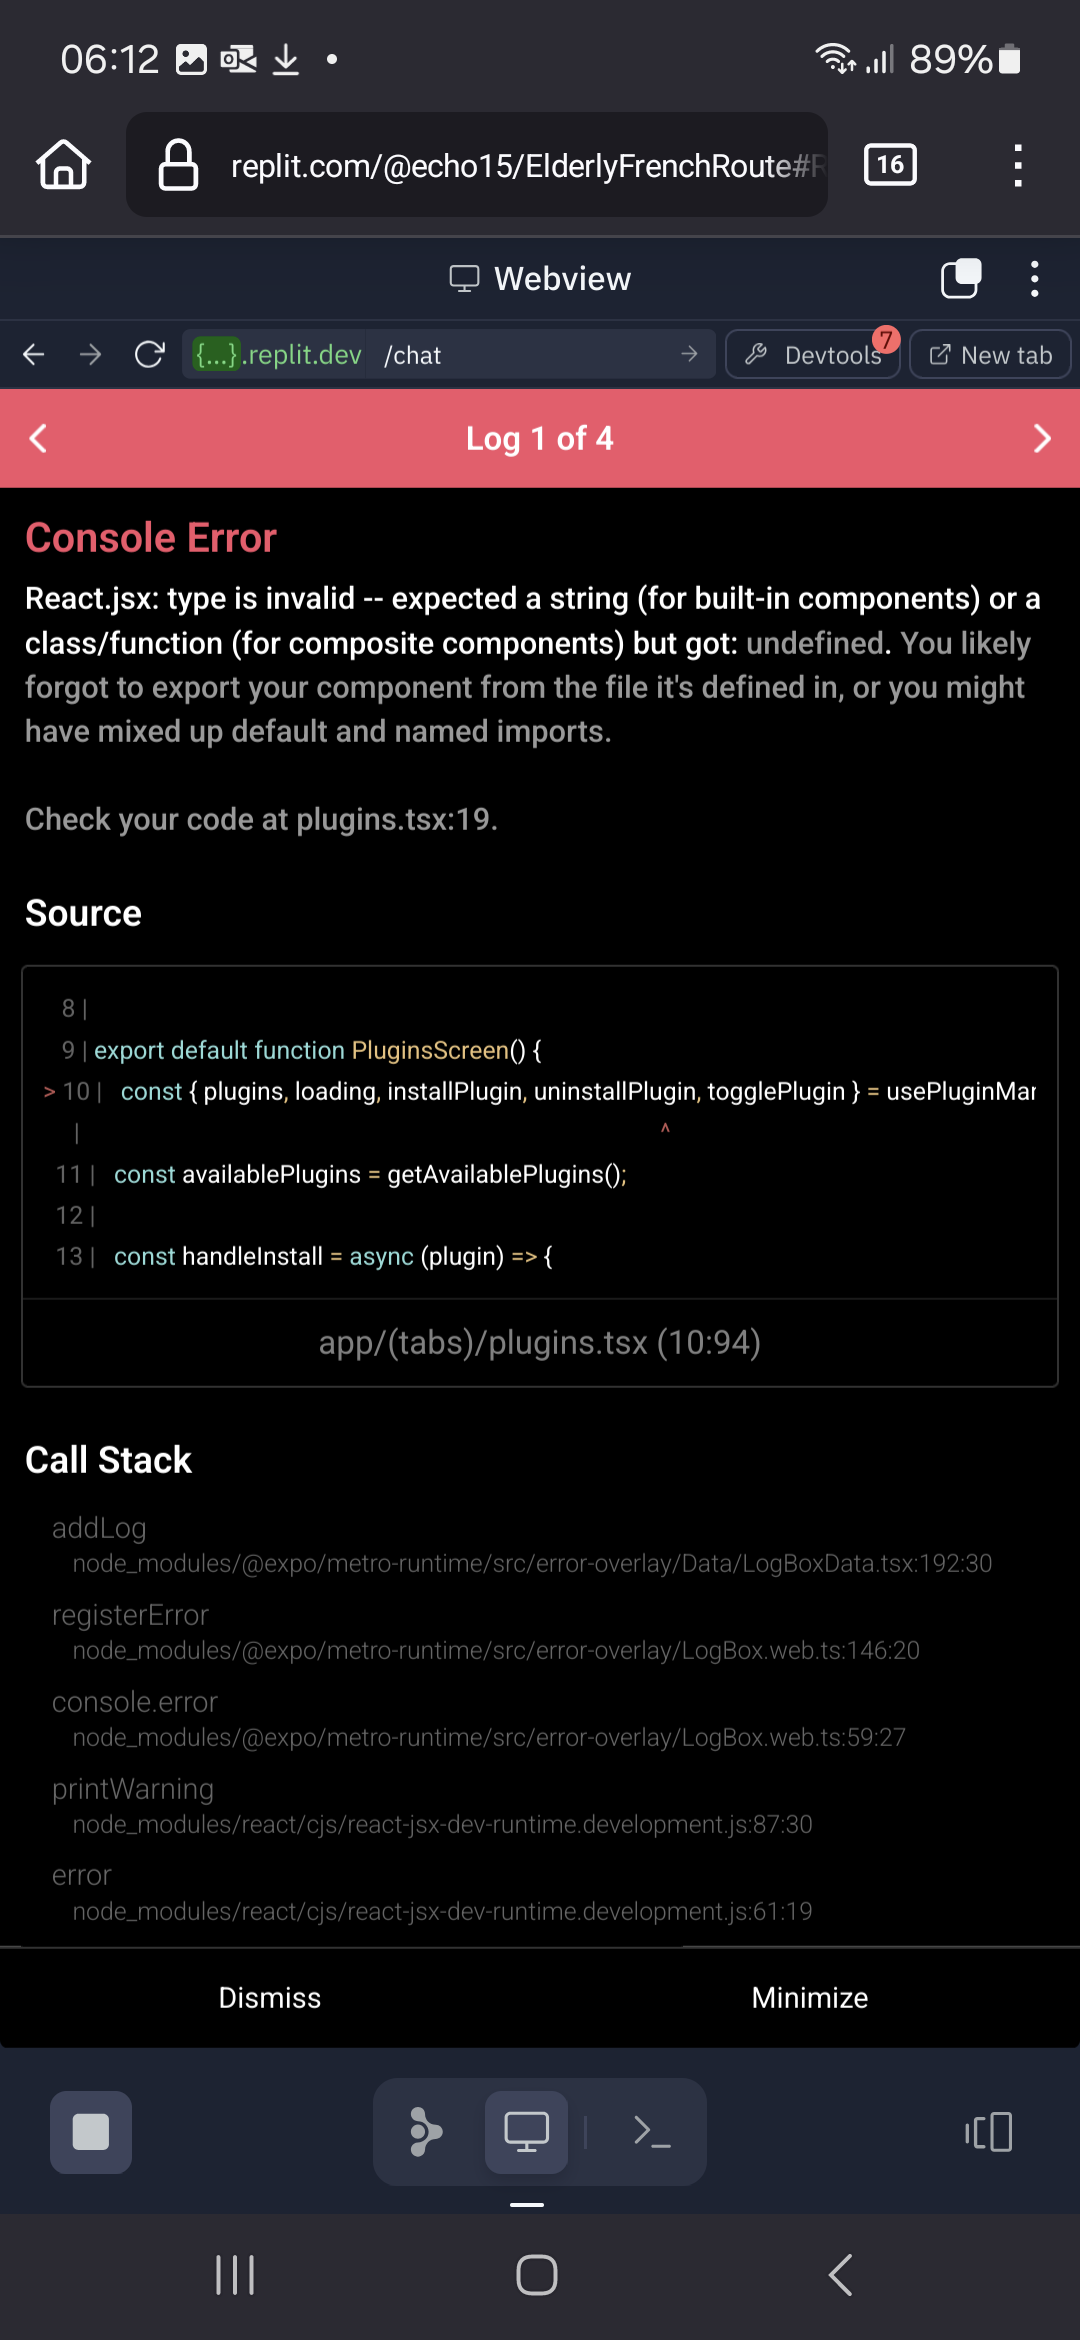 06:12
89%
replit.com/@echo15/ElderlyFrenchRoute#
16
Webview
{...}.replit.dev /chat
Devtools
7
New tab
Log 1 of 4
Console Error
React.jsx: type is invalid -- expected a string (for built-in components) or a
class/function (for composite components) but got: undefined. You likely
forgot to export your component from the file it's defined in, or you might
have mixed up default and named imports.
Check your code at plugins.tsx:19.
Source
8 |
9 | export default function PluginsScreen() {
> 10 | const { plugins, loading, installPlugin, uninstallPlugin, togglePlugin } = usePluginMar
| ^
11 | const availablePlugins = getAvailablePlugins();
12 |
13 | const handleInstall = async (plugin) => {
app/(tabs)/plugins.tsx (10:94)
Call Stack
addLog
node_modules/@expo/metro-runtime/src/error-overlay/Data/LogBoxData.tsx:192:30
registerError
node_modules/@expo/metro-runtime/src/error-overlay/LogBox.web.ts:146:20
console.error
node_modules/@expo/metro-runtime/src/error-overlay/LogBox.web.ts:59:27
printWarning
node_modules/react/cjs/react-jsx-dev-runtime.development.js:87:30
error
node_modules/react/cjs/react-jsx-dev-runtime.development.js:61:19
Dismiss
Minimize